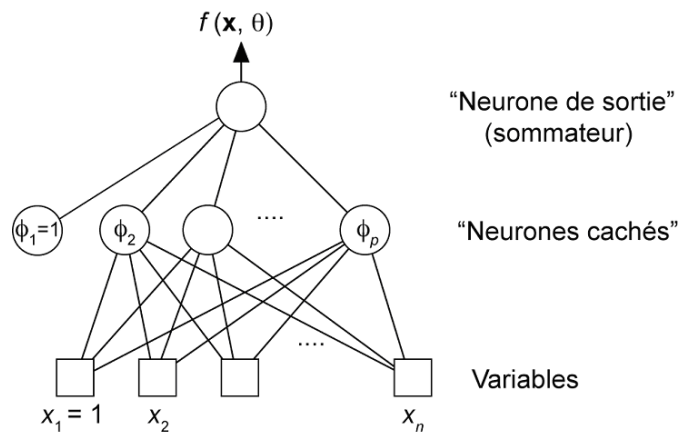 f (x, θ)
“Neurone de sortie”
(sommateur)
ϕ₁=1 ϕ₂ .... ϕₚ “Neurones cachés”
....
Variables
x₁ = 1 x₂ xₙ